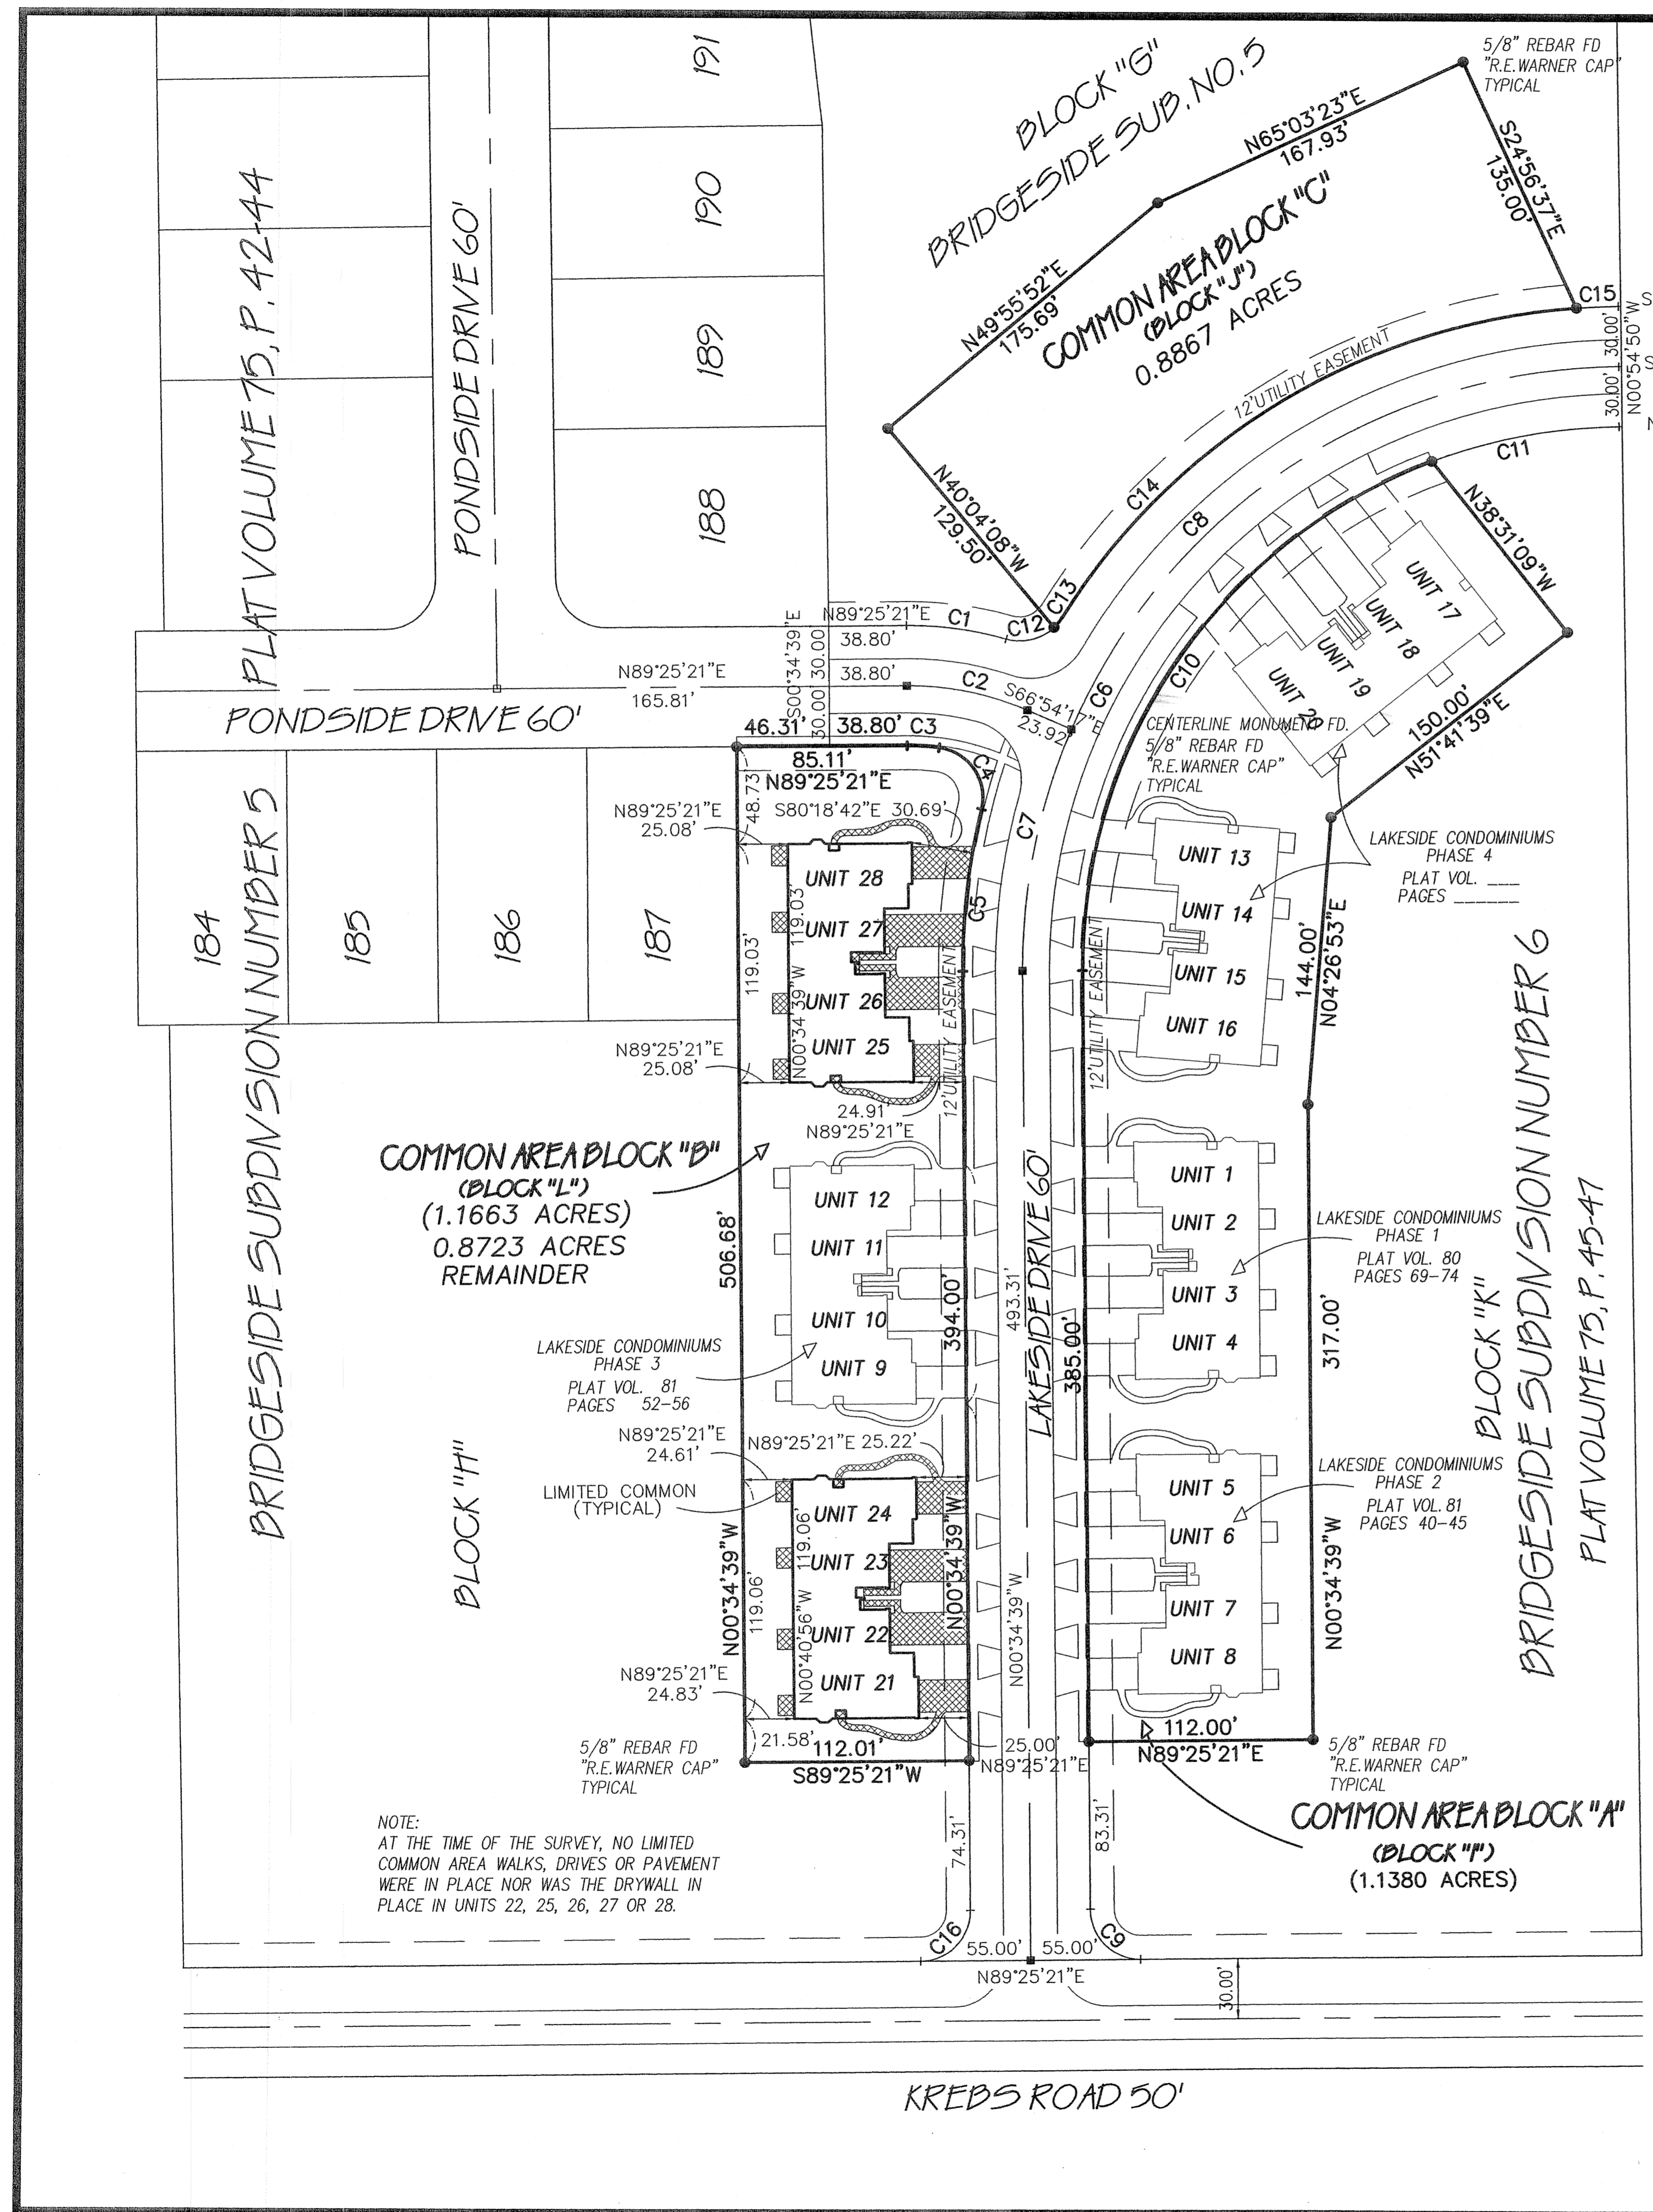 191
190
189
188
PLAT VOLUME 75, P. 42-44
PONDSIDE DRIVE 60'
BLOCK "G"
BRIDGESIDE SUB. NO. 5
5/8" REBAR FD
"R.E.WARNER CAP"
TYPICAL
N65°03'23"E
167.93'
S24°56'37"E
135.00'
N49°55'52"E
175.69'
COMMON AREA BLOCK "C"
(BLOCK "J")
0.8867 ACRES
12' UTILITY EASEMENT
C15
30.00'
30.00'
N00°54'50"W
C11
C14
C8
N40°04'08"W
129.50'
C13
C12
C1
N89°25'21"E
38.80'
S00°34'39"E
30.00'
30.00
38.80'
C2
S66°54'17"E
23.92'
C6
C10
N38°31'09"W
UNIT 17
UNIT 18
UNIT 19
UNIT 20
150.00'
N51°41'39"E
N89°25'21"E
165.81'
PONDSIDE DRIVE 60'
46.31'
38.80'
C3
85.11'
N89°25'21"E
C4
CENTERLINE MONUMENT FD.
5/8" REBAR FD
"R.E.WARNER CAP"
TYPICAL
48.73'
S80°18'42"E 30.69'
N89°25'21"E
25.08'
C7
C5
184
185
186
187
BRIDGESIDE SUBDIVISION NUMBER 5
UNIT 28
UNIT 27
UNIT 26
UNIT 25
119.03'
N00°34'39"W 119.03'
12' UTILITY EASEMENT
12' UTILITY EASEMENT
N89°25'21"E
25.08'
24.91'
N89°25'21"E
UNIT 13
UNIT 14
UNIT 15
UNIT 16
LAKESIDE CONDOMINIUMS
PHASE 4
PLAT VOL. ___
PAGES ______
144.00'
N04°26'53"E
COMMON AREA BLOCK "B"
(BLOCK "L")
(1.1663 ACRES)
0.8723 ACRES
REMAINDER
506.68'
N00°34'39"W
UNIT 12
UNIT 11
UNIT 10
UNIT 9
LAKESIDE CONDOMINIUMS
PHASE 3
PLAT VOL. 81
PAGES 52-56
394.00'
N00°34'39"W
493.31'
N00°34'39"W
LAKESIDE DRIVE 60'
385.00'
UNIT 1
UNIT 2
UNIT 3
UNIT 4
LAKESIDE CONDOMINIUMS
PHASE 1
PLAT VOL. 80
PAGES 69-74
317.00'
N00°34'39"W
BLOCK "K"
BRIDGESIDE SUBDIVISION NUMBER 6
PLAT VOLUME 75, P. 45-47
N89°25'21"E
24.61'
N89°25'21"E 25.22'
LIMITED COMMON
(TYPICAL)
BLOCK "H"
UNIT 24
UNIT 23
UNIT 22
UNIT 21
119.06'
N00°40'56"W 119.06'
N89°25'21"E
24.83'
21.58'
112.01'
S89°25'21"W
25.00'
N89°25'21"E
UNIT 5
UNIT 6
UNIT 7
UNIT 8
LAKESIDE CONDOMINIUMS
PHASE 2
PLAT VOL. 81
PAGES 40-45
112.00'
N89°25'21"E
5/8" REBAR FD
"R.E.WARNER CAP"
TYPICAL
5/8" REBAR FD
"R.E.WARNER CAP"
TYPICAL
COMMON AREA BLOCK "A"
(BLOCK "I")
(1.1380 ACRES)
NOTE:
AT THE TIME OF THE SURVEY, NO LIMITED
COMMON AREA WALKS, DRIVES OR PAVEMENT
WERE IN PLACE NOR WAS THE DRYWALL IN
PLACE IN UNITS 22, 25, 26, 27 OR 28.
74.31'
83.31'
C16
C9
55.00'
55.00'
N89°25'21"E
30.00'
KREBS ROAD 50'